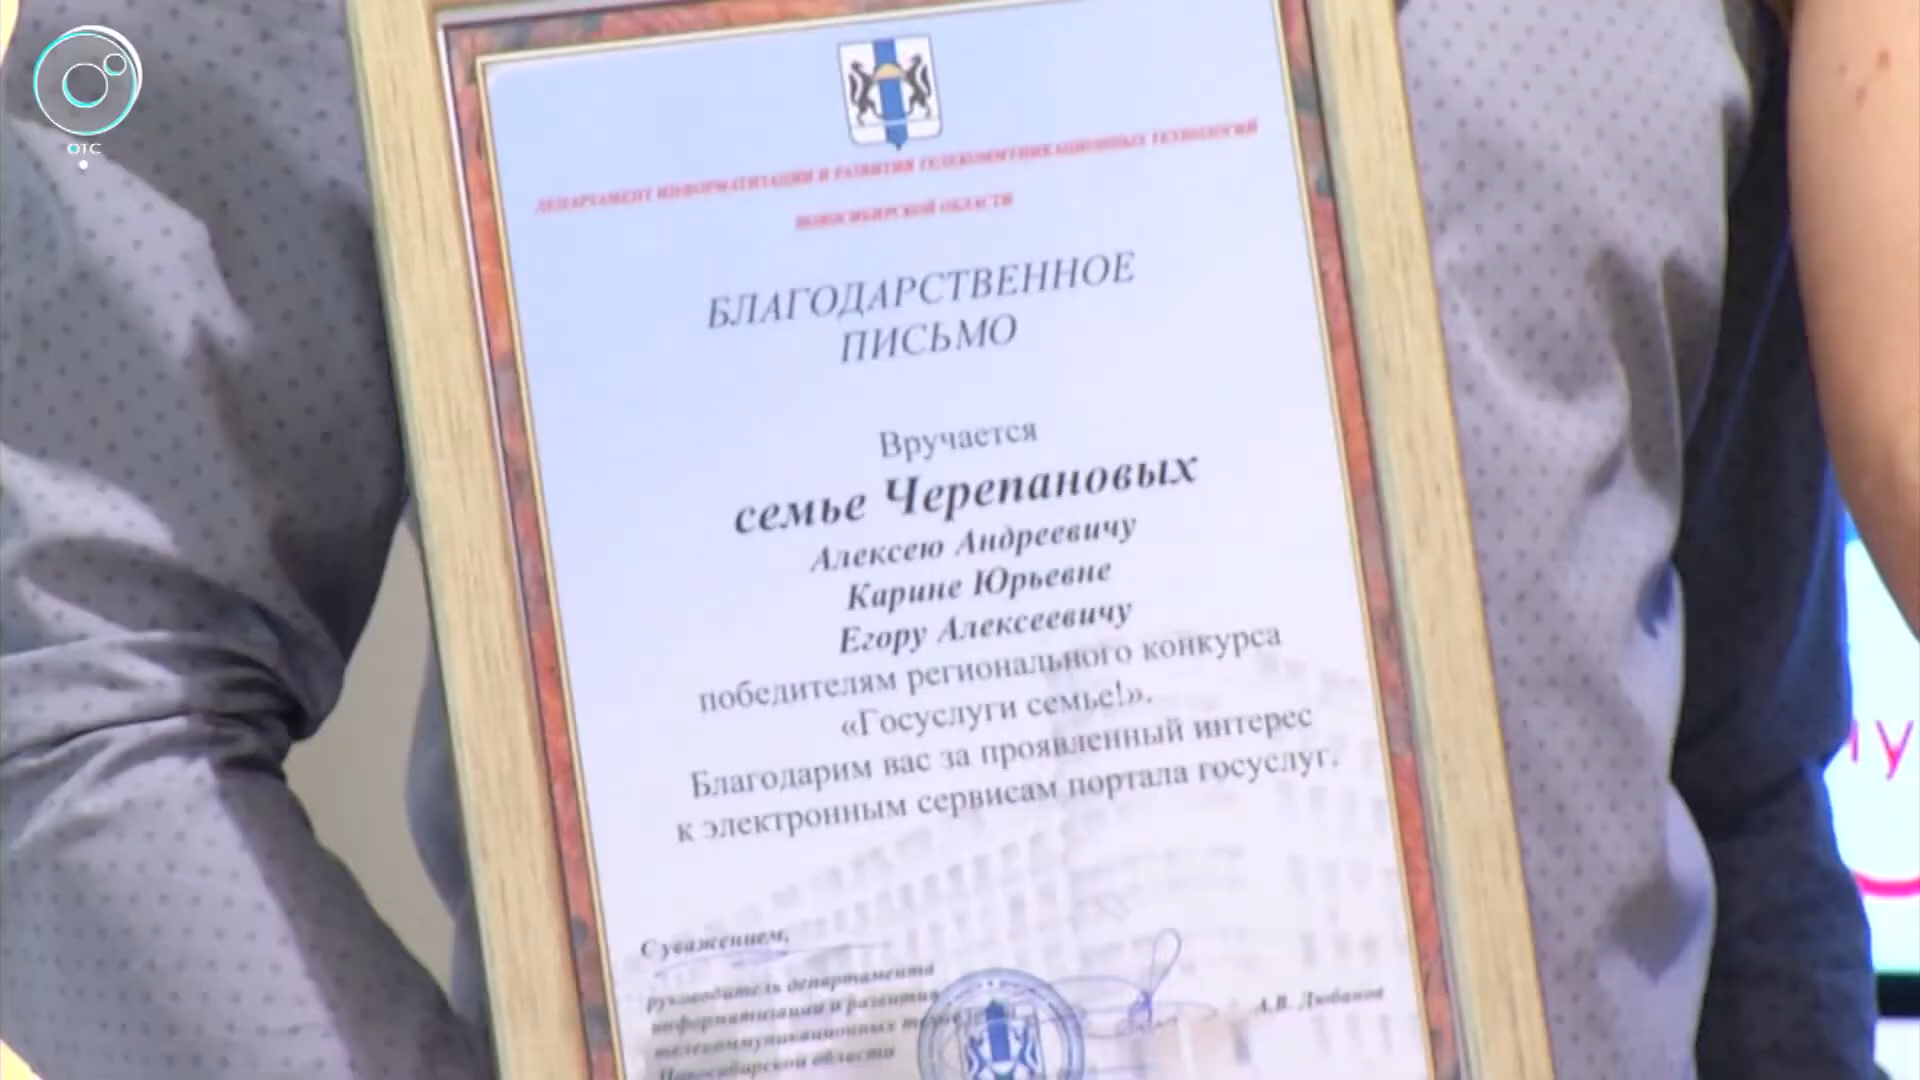 ОТС
ДЕПАРТАМЕНТ ИНФОРМАТИЗАЦИИ И РАЗВИТИЯ ТЕЛЕКОММУНИКАЦИОННЫХ ТЕХНОЛОГИЙ
НОВОСИБИРСКОЙ ОБЛАСТИ
БЛАГОДАРСТВЕННОЕ
ПИСЬМО
Вручается
семье Черепановых
Алексею Андреевичу
Карине Юрьевне
Егору Алексеевичу
победителям регионального конкурса
«Госуслуги семье!».
Благодарим вас за проявленный интерес
к электронным сервисам портала госуслуг.
С уважением,
руководитель департамента
информатизации и развития
телекоммуникационных
Новосибирской области
А.В. Дюбанов